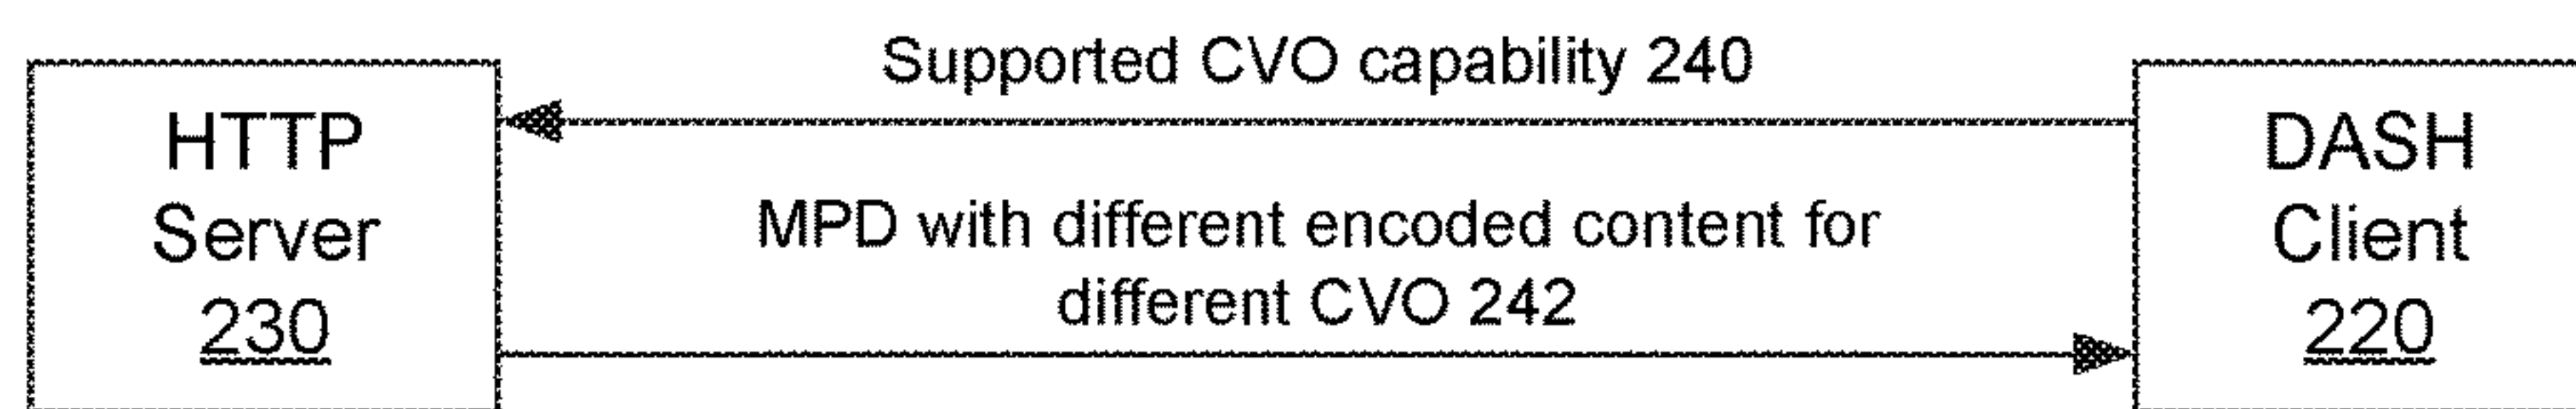 HTTP
Server
230
Supported CVO capability 240
MPD with different encoded content for
different CVO 242
DASH
Client
220